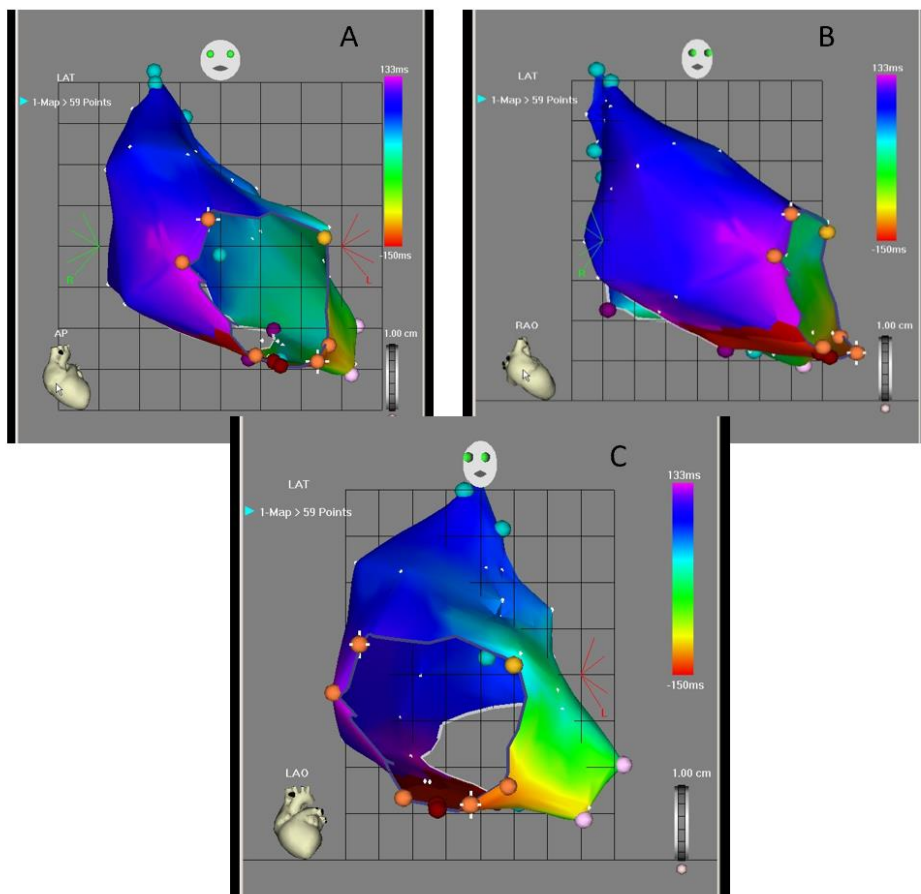 A
LAT
1-Map > 59 Points
133ms
-150ms
R
L
AP
1.00 cm
B
LAT
1-Map > 59 Points
133ms
-150ms
R
RAO
1.00 cm
C
LAT
1-Map > 59 Points
133ms
-150ms
L
LAO
1.00 cm